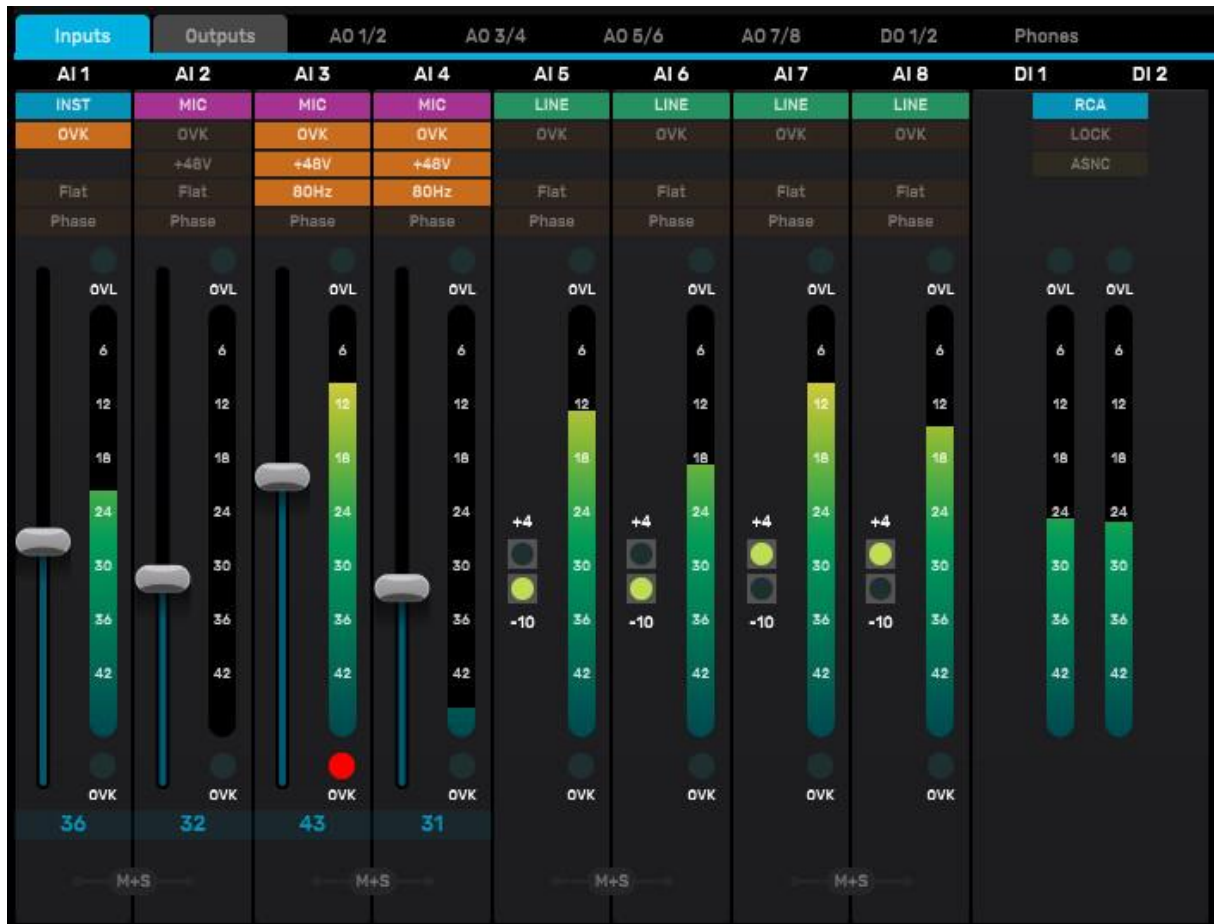 Inputs Outputs AO 1/2 AO 3/4 AO 5/6 AO 7/8 DO 1/2 Phones
AI 1 AI 2 AI 3 AI 4 AI 5 AI 6 AI 7 AI 8 DI 1 DI 2
INST MIC MIC MIC LINE LINE LINE LINE RCA
OVK OVK OVK OVK OVK OVK OVK OVK LOCK
+48V +48V +48V ASNC
Flat Flat 80Hz 80Hz Flat Flat Flat Flat
Phase Phase Phase Phase Phase Phase Phase Phase
OVL OVL OVL OVL OVL OVL OVL OVL OVL OVL
6 6 6 6 6 6 6 6 6 6
12 12 12 12 12 12 12 12 12 12
18 18 18 18 18 18 18 18 18 18
24 24 24 24 24 24 24 24 24 24
+4 +4 +4 +4
30 30 30 30 30 30 30 30 30 30
36 36 36 36 36 36 36 36 36 36
-10 -10 -10 -10
42 42 42 42 42 42 42 42 42 42
OVK OVK OVK OVK OVK OVK OVK OVK
36 32 43 31
M+S M+S M+S M+S